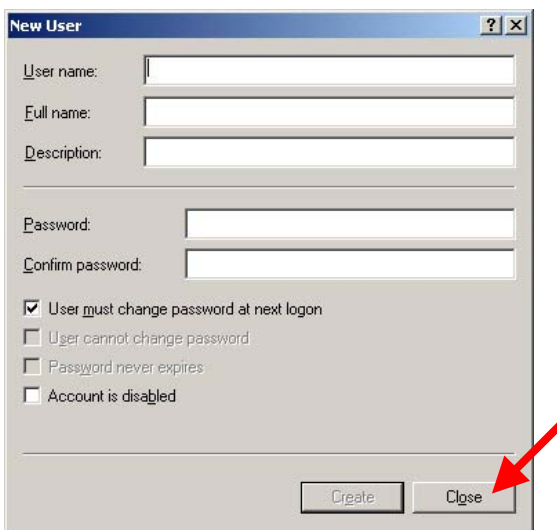 New User
User name:
Full name:
Description:
Password:
Confirm password:
User must change password at next logon
User cannot change password
Password never expires
Account is disabled
Create Close